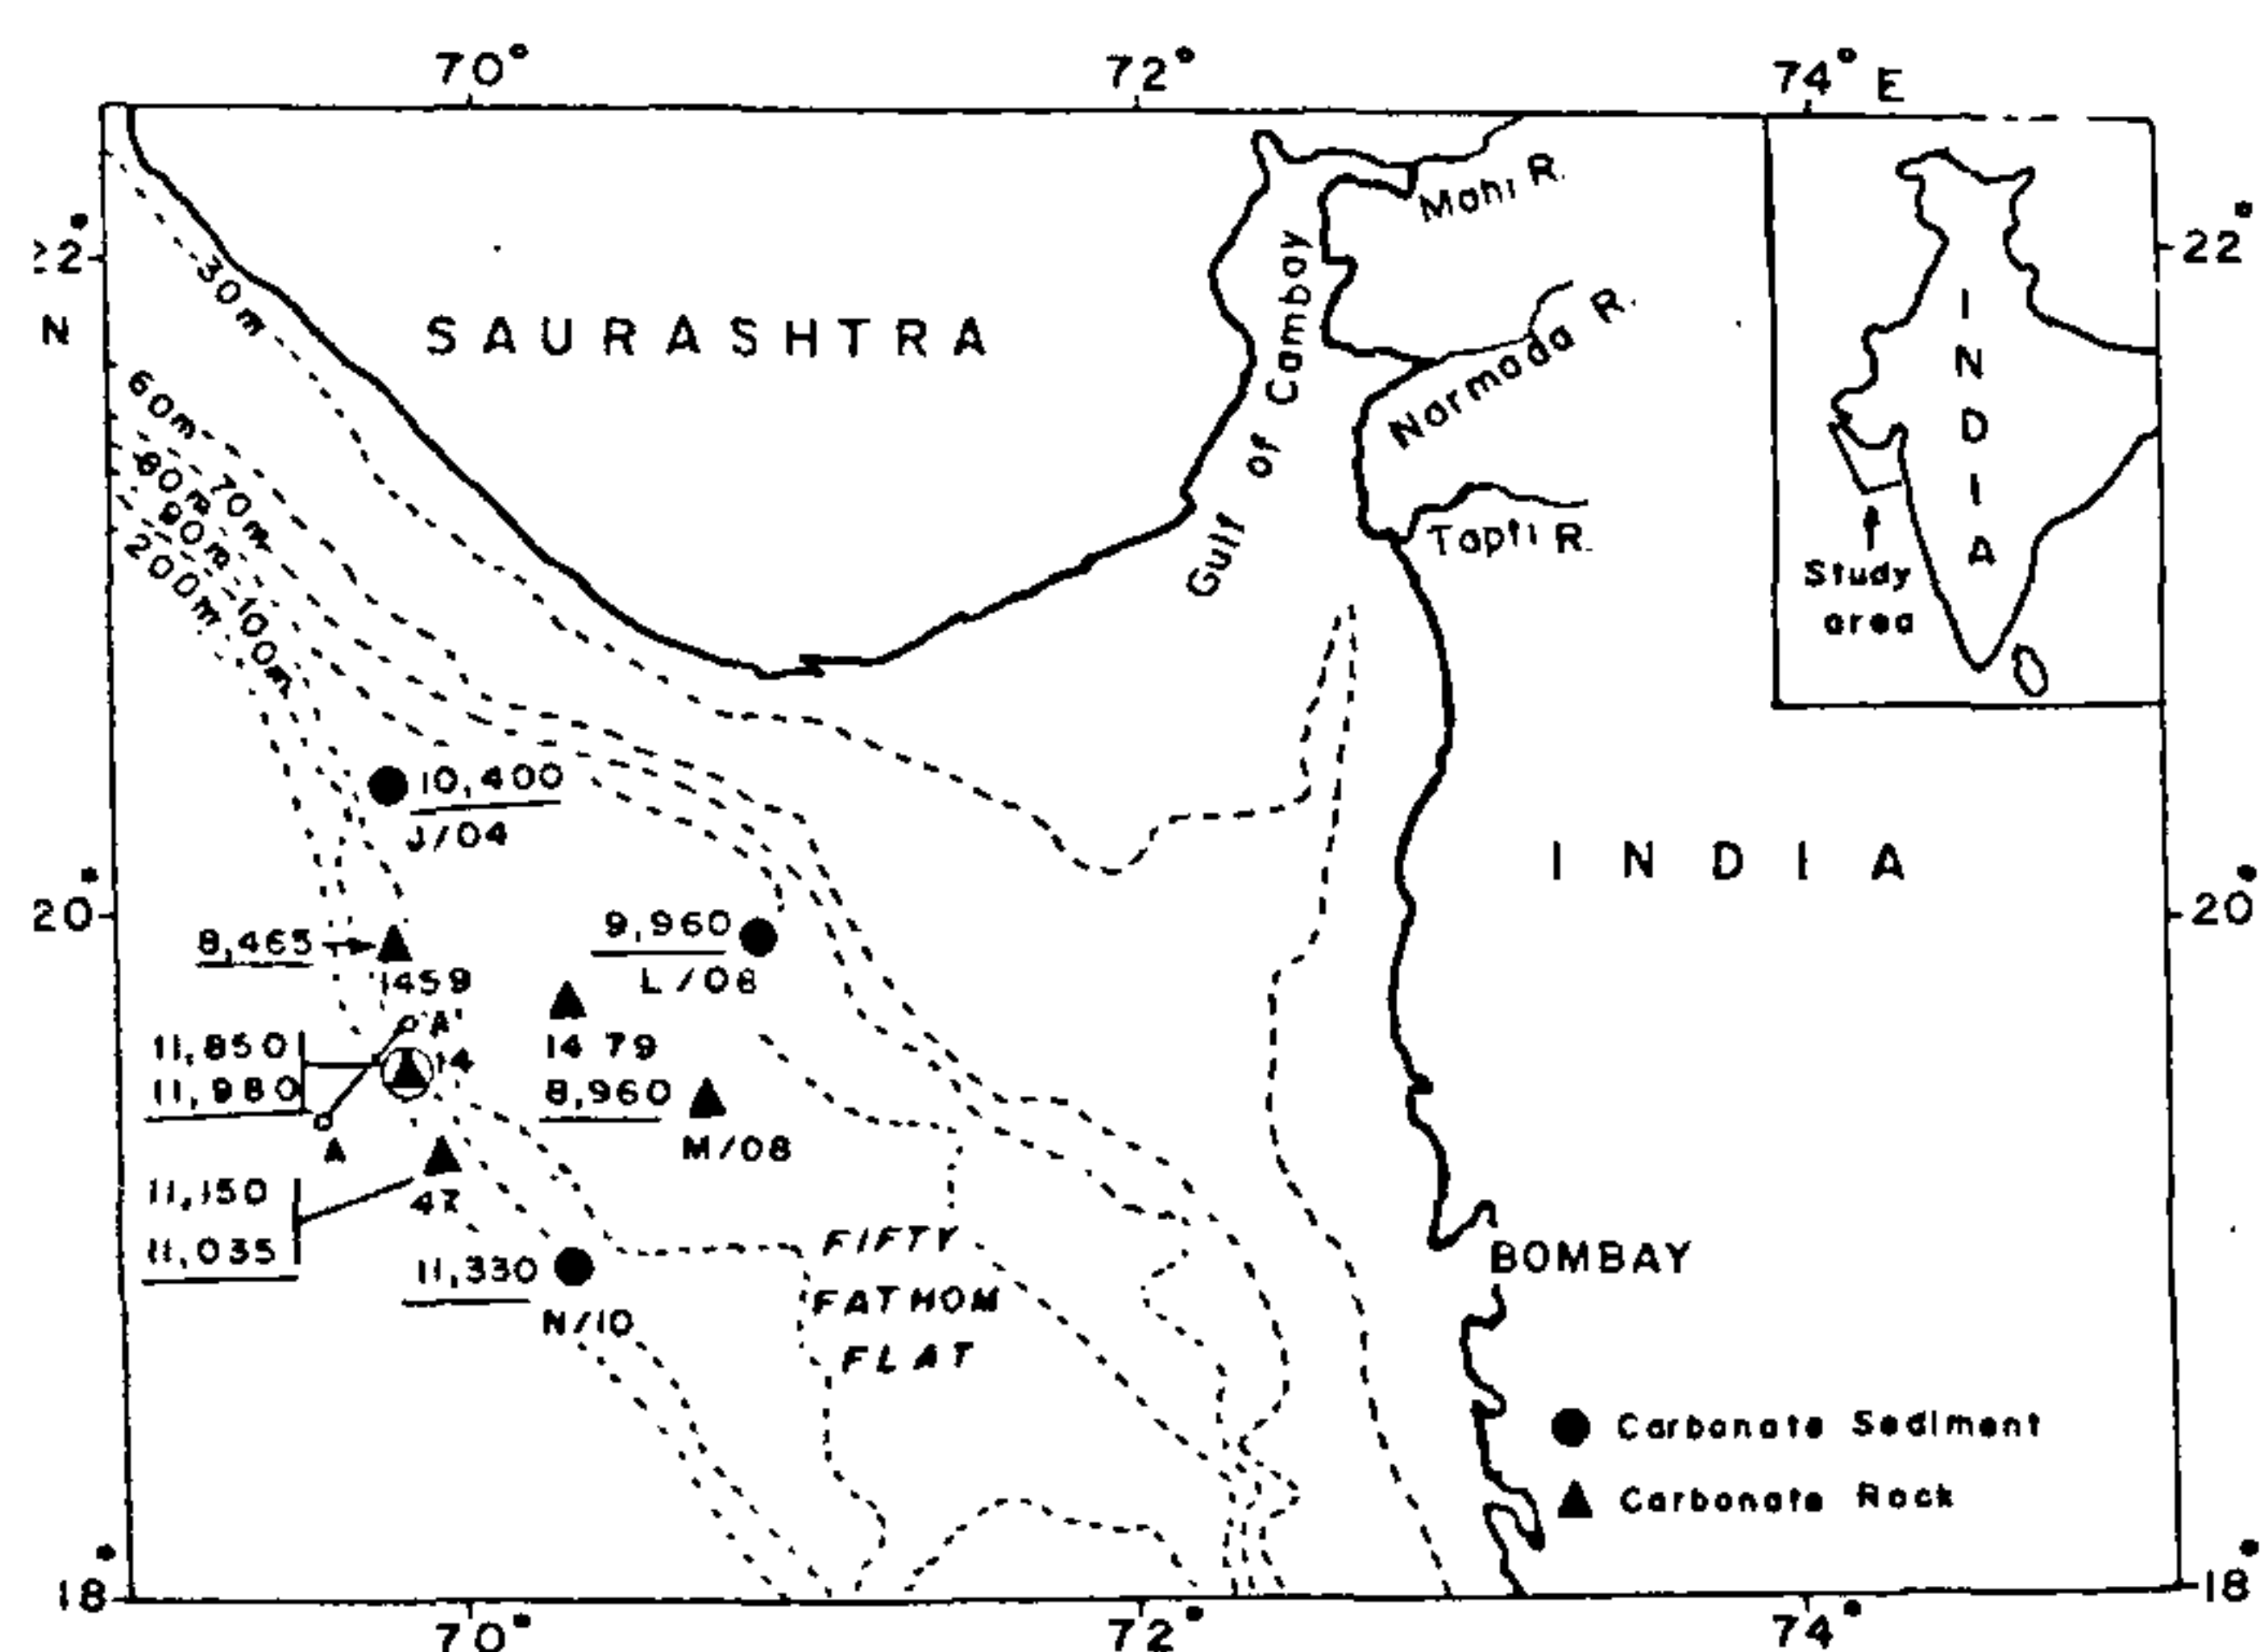 70°
72°
74° E
22°
N
22°
30m
SAURASHTRA
Gulf of Cambay
Mahi R.
Narmada R.
Tapti R.
INDIA
Study
area
60m
70m
80m
90m
100m
200m
10,400
J/04
INDIA
20°
20°
8,465
1459
9,960
L/08
A'
11,850
14
11,980
A
1479
8,960
M/08
11,150
47
11,035
11,330
N/10
FIFTY
FATHOM
FLAT
BOMBAY
Carbonate Sediment
Carbonate Rock
18°
18°
70°
72°
74°